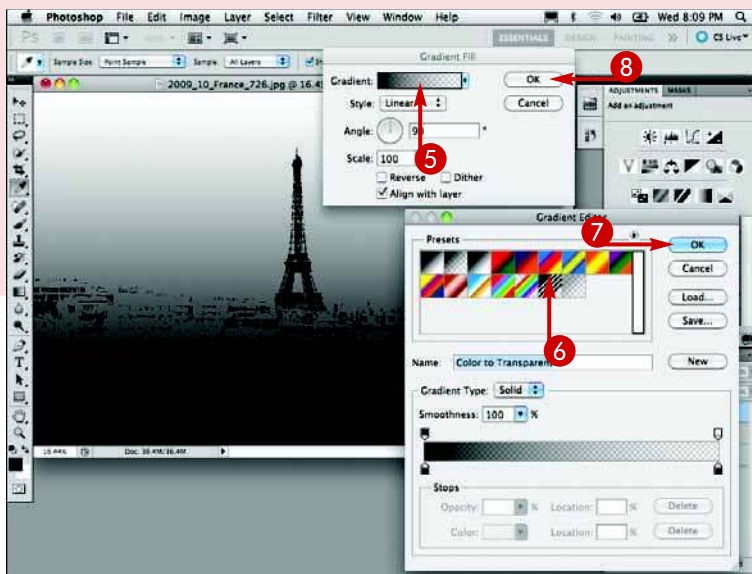 Photoshop File Edit Image Layer Select Filter View Window Help Wed 8:09 PM
Ps ESSENTIALS DESIGN PAINTING >> CS Live
Sample Size: Point Sample Sample: All Layers
2009_10_France_726.jpg @ 16.4
Gradient Fill
Gradient: OK 8
Style: Linear Cancel
Angle: °
5
Scale: 100
Reverse Dither
Align with layer
ADJUSTMENTS MASKS
Add an adjustment
Gradient Editor
7
Presets OK
Cancel
Load...
Save...
6
Name: Color to Transparent New
Gradient Type: Solid
Smoothness: 100 %
Stops
Opacity: % Location: % Delete
Color: Location: % Delete
Doc: 36.4M/36.4M